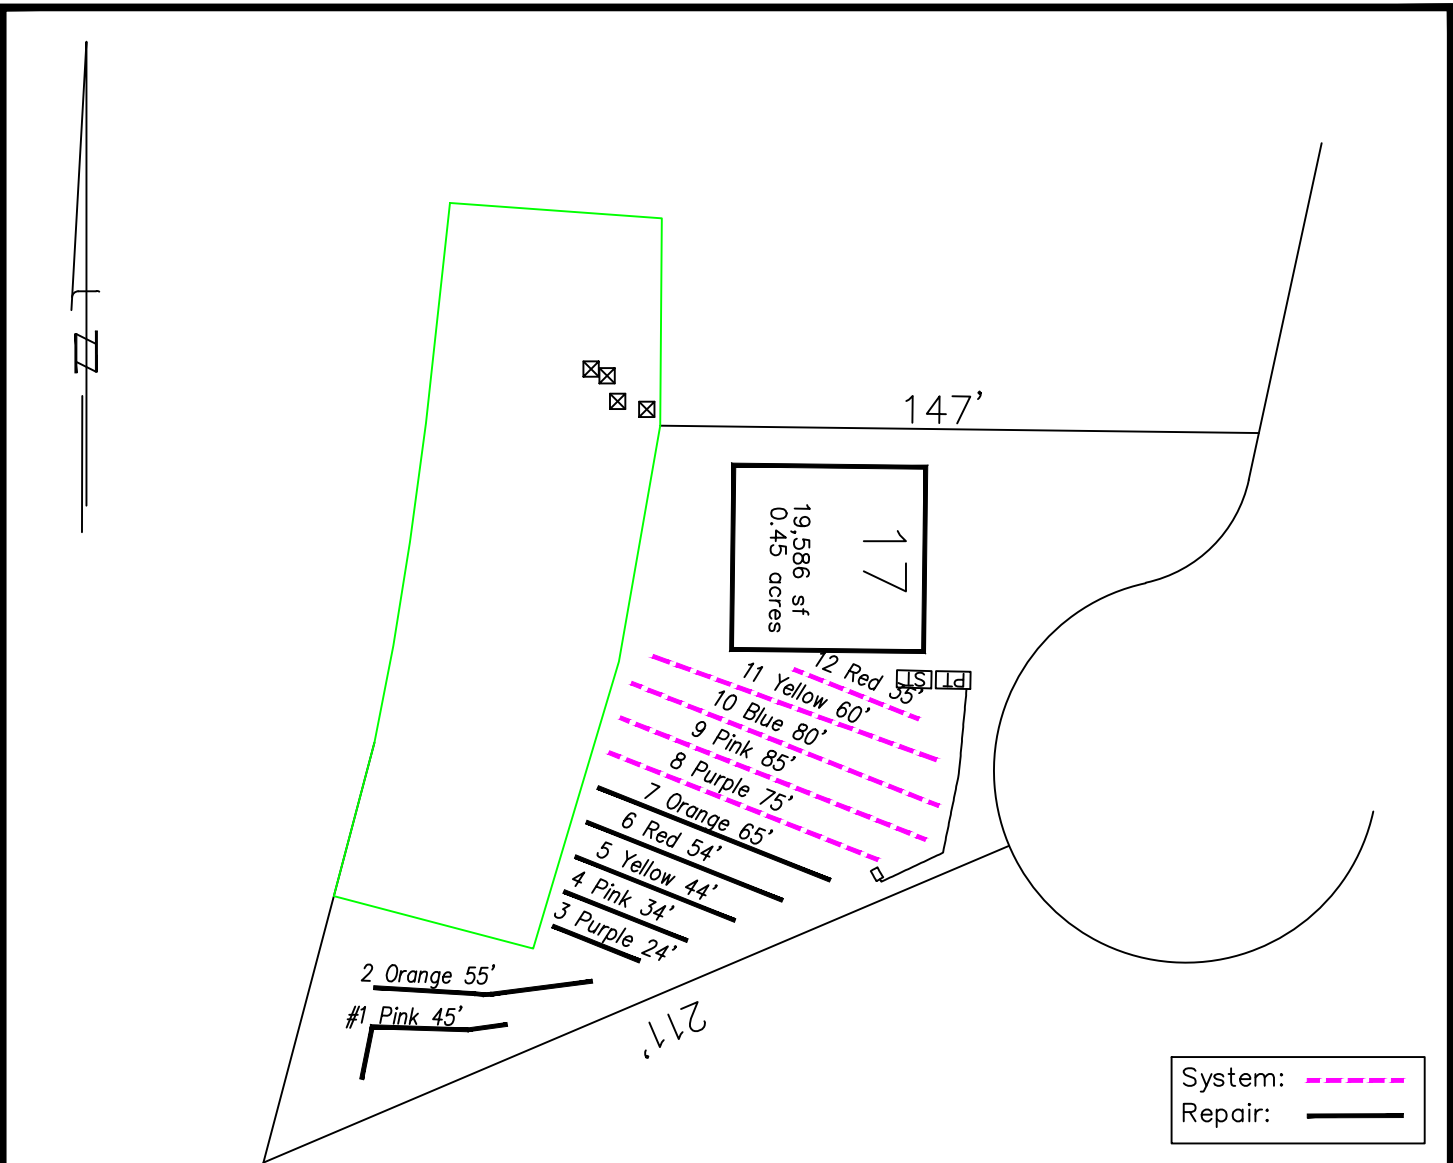 N
147'
17
19,586 sf
0.45 acres
12 Red 35'
ST
PT
11 Yellow 60'
10 Blue 80'
9 Pink 85'
8 Purple 75'
7 Orange 65'
6 Red 54'
5 Yellow 44'
4 Pink 34'
3 Purple 24'
2 Orange 55'
#1 Pink 45'
211'
System:
Repair: